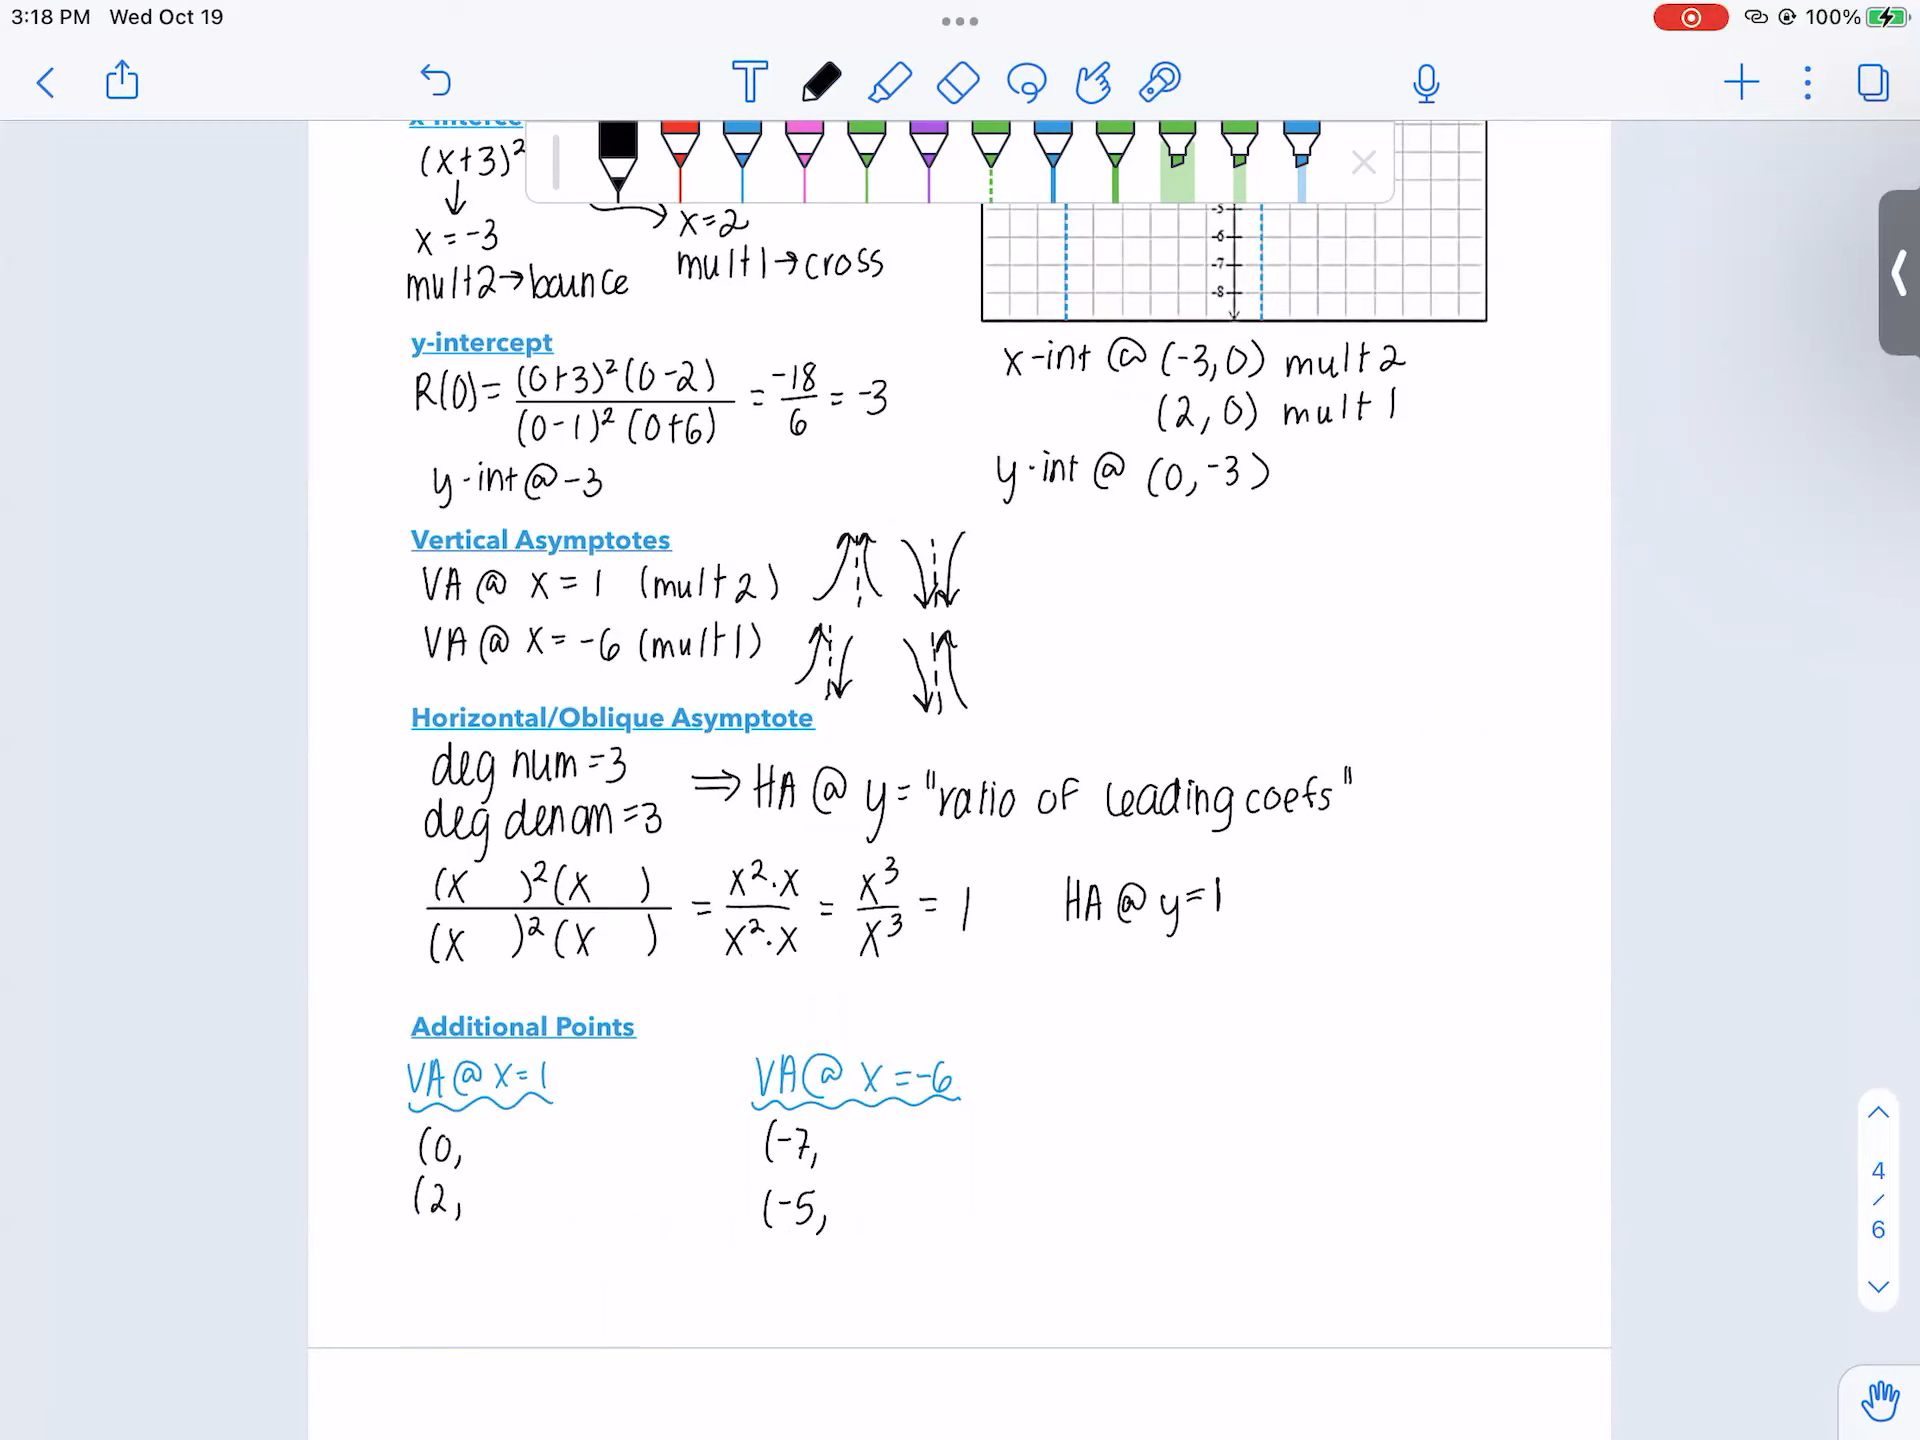 3:18 PM Wed Oct 19
100%
(x+3)²
x = -3
mult2→bounce
x=2
mult1→cross
-5
-6
-7
-8
y-intercept
R(0) = (0+3)²(0-2) / (0-1)²(0+6) = -18/6 = -3
y-int@ -3
x-int @ (-3,0) mult 2
(2, 0) mult 1
y-int @ (0,-3)
Vertical Asymptotes
VA @ x = 1 (mult 2)
VA @ x = -6 (mult 1)
Horizontal/Oblique Asymptote
deg num = 3
deg denom = 3
⇒ HA @ y = "ratio of leading coefs"
(x )²(x ) / (x )²(x ) = x²·x / x²·x = x³/x³ = 1
HA @ y=1
Additional Points
VA @ x=1
(0,
(2,
VA@ x = -6
(-7,
(-5,
4
/
6